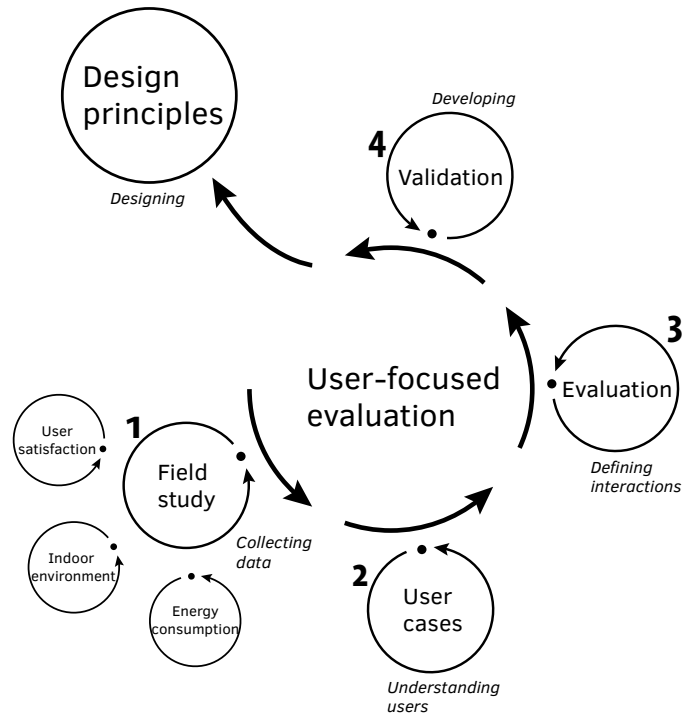 Design
principles
Designing
Developing
4
Validation
3
Evaluation
Defining
interactions
User-focused
evaluation
1
Field
study
Collecting
data
User
satisfaction
Indoor
environment
Energy
consumption
2
User
cases
Understanding
users